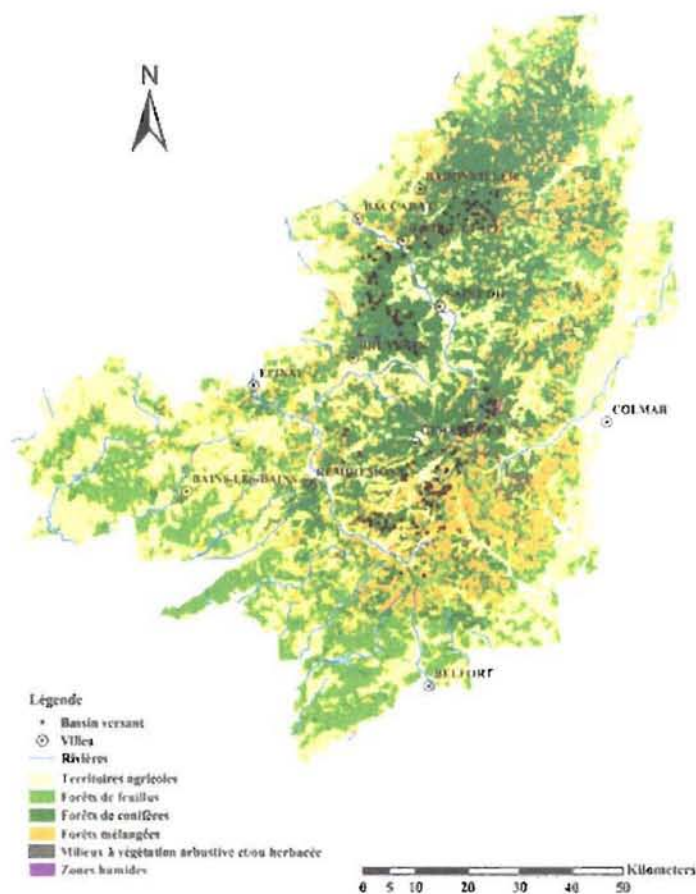 N
BACCARAT
EPINAL
COLMAR
REMIREMONT
BAINS-LES-BAINS
BELFORT
Légende
Bassin versant
Villes
Rivières
Territoires agricoles
Forêts de feuillus
Forêts de conifères
Forêts mélangées
Milieux à végétation arbustive et/ou herbacée
Zones humides
Kilometers
0 5 10 20 30 40 50